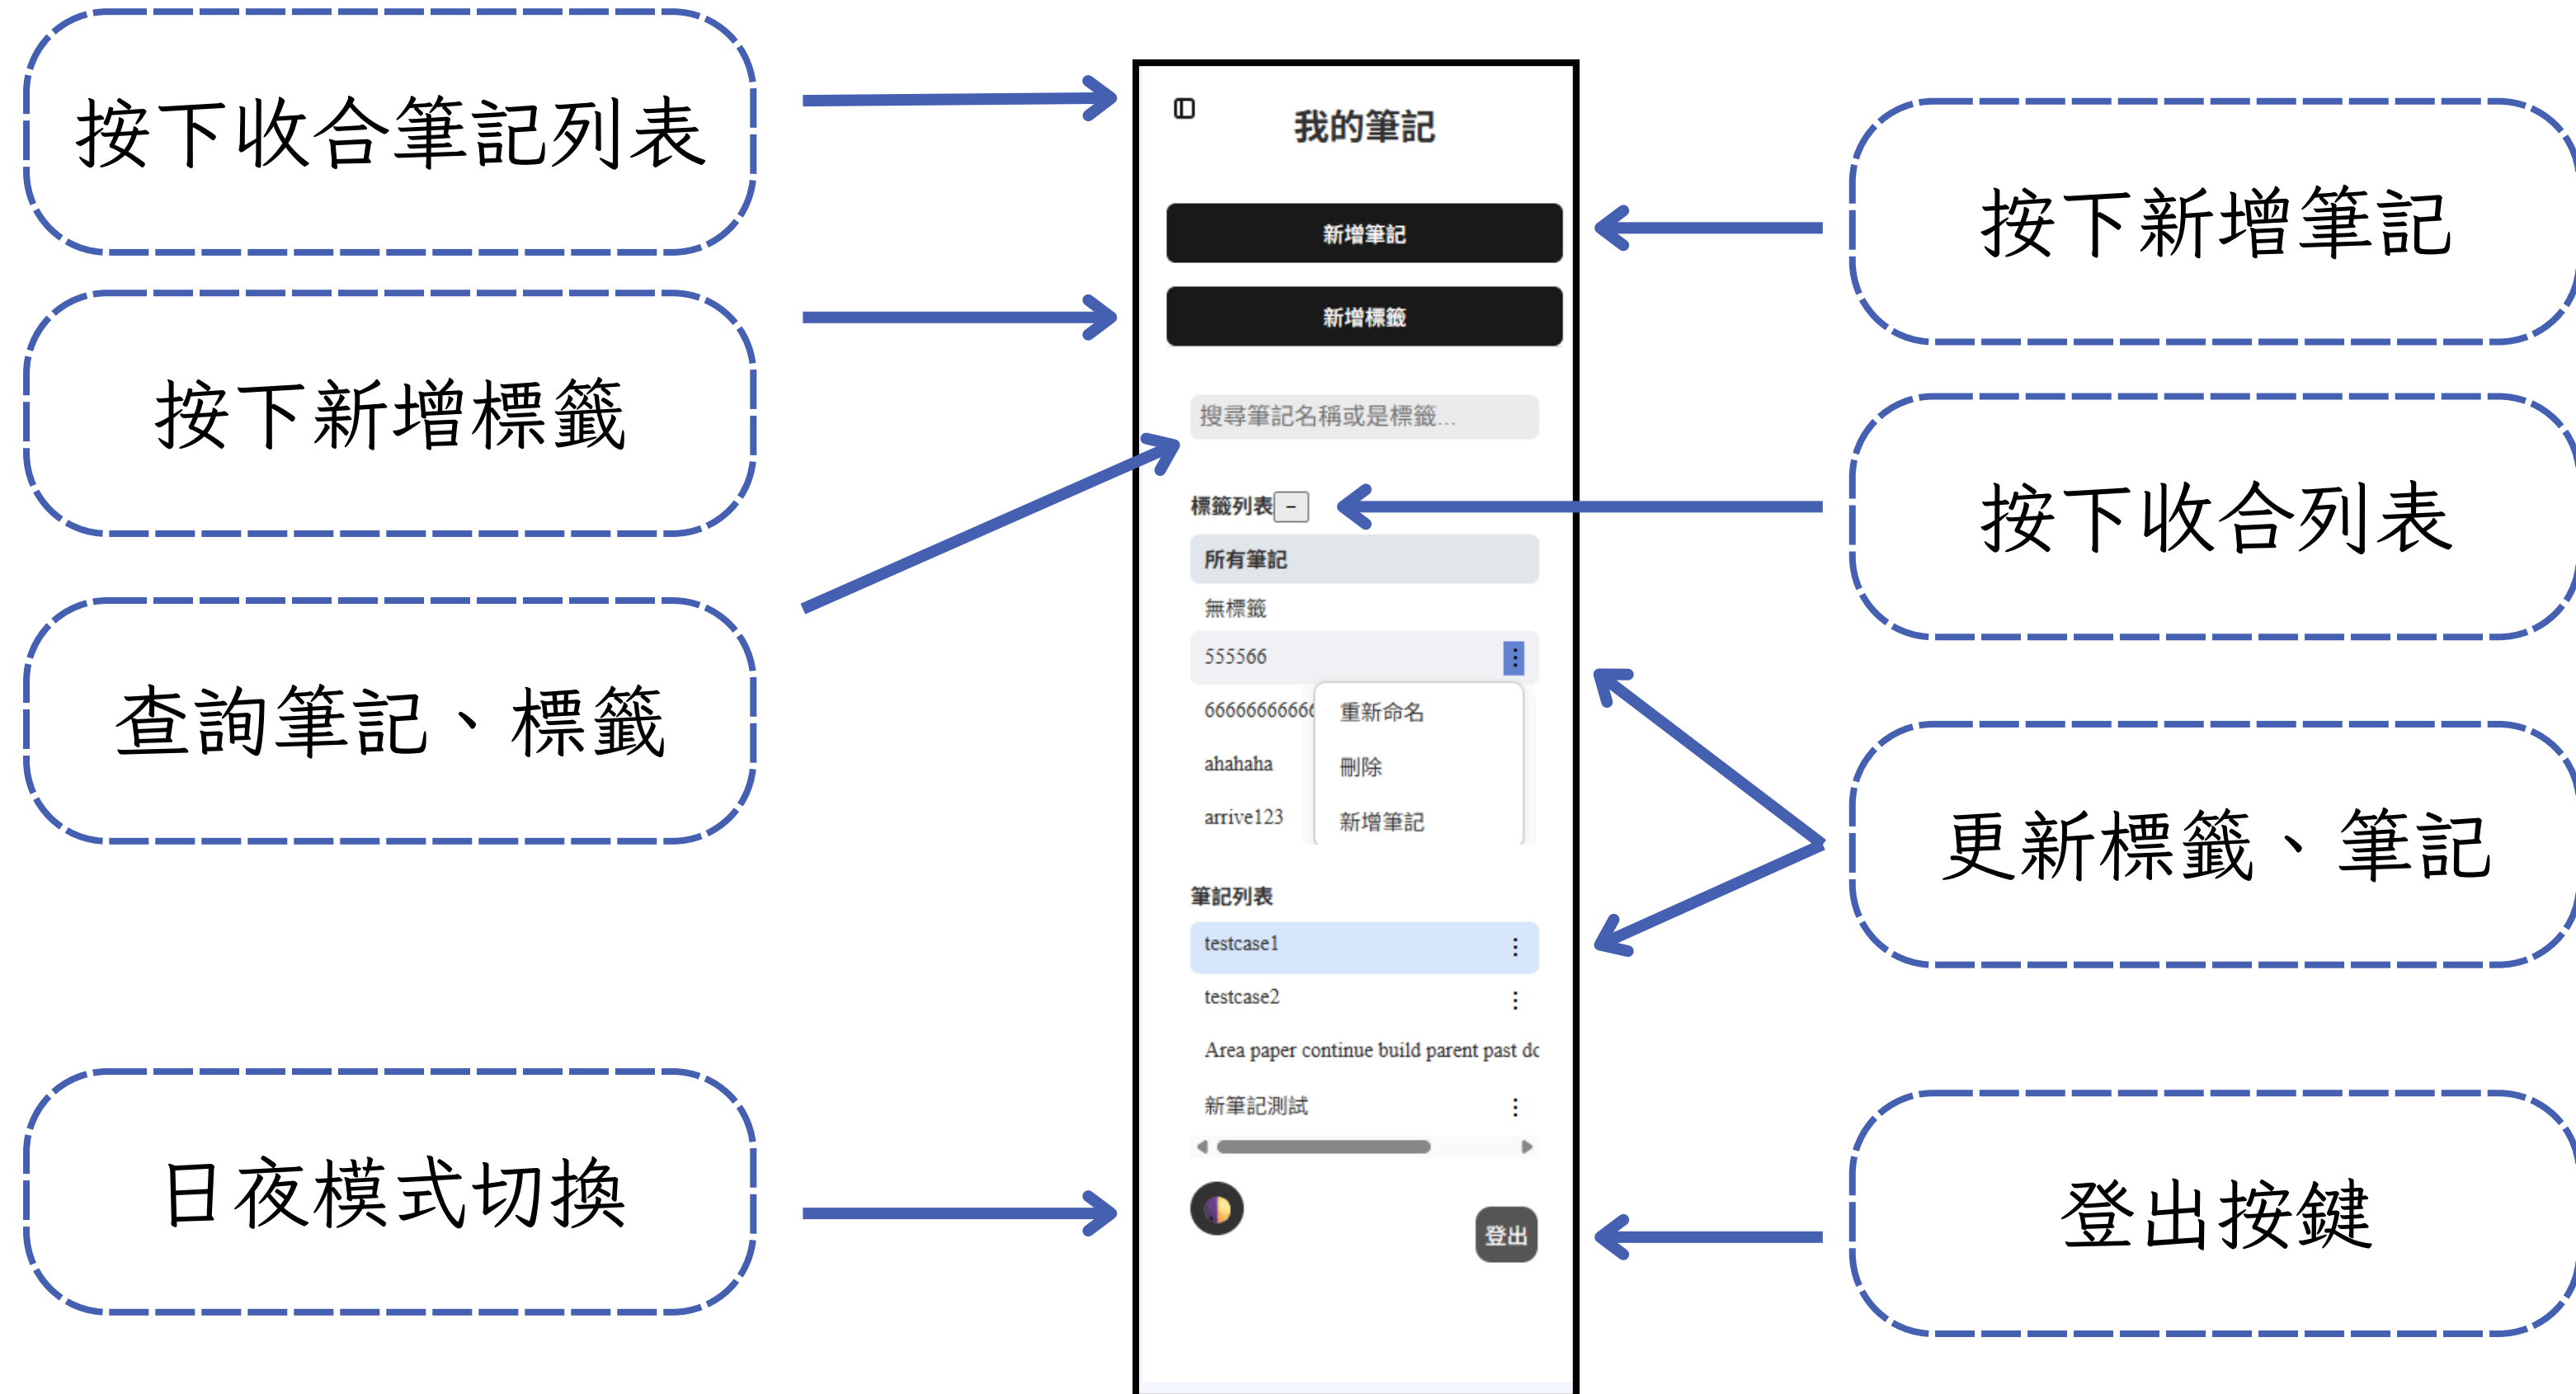 按下收合筆記列表
按下新增標籤
查詢筆記、標籤
日夜模式切換
我的筆記
新增筆記
新增標籤
搜尋筆記名稱或是標籤...
標籤列表 -
所有筆記
無標籤
555566
666666666666
重新命名
ahahaha
刪除
arrive123
新增筆記
筆記列表
testcase1
testcase2
Area paper continue build parent past
新筆記測試
登出
按下新增筆記
按下收合列表
更新標籤、筆記
登出按鍵